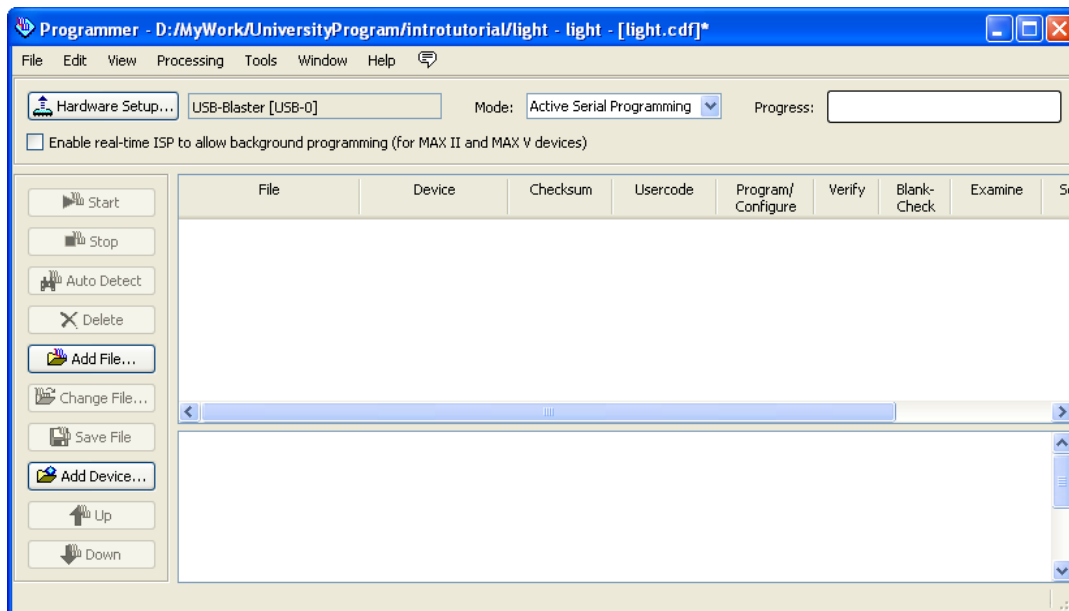 Programmer - D:/MyWork/UniversityProgram/introtutorial/light - light - [light.cdf]*
File Edit View Processing Tools Window Help
Hardware Setup... USB-Blaster [USB-0] Mode: Active Serial Programming Progress:
Enable real-time ISP to allow background programming (for MAX II and MAX V devices)
File Device Checksum Usercode Program/ Configure Verify Blank- Check Examine
Start
Stop
Auto Detect
Delete
Add File...
Change File...
Save File
Add Device...
Up
Down